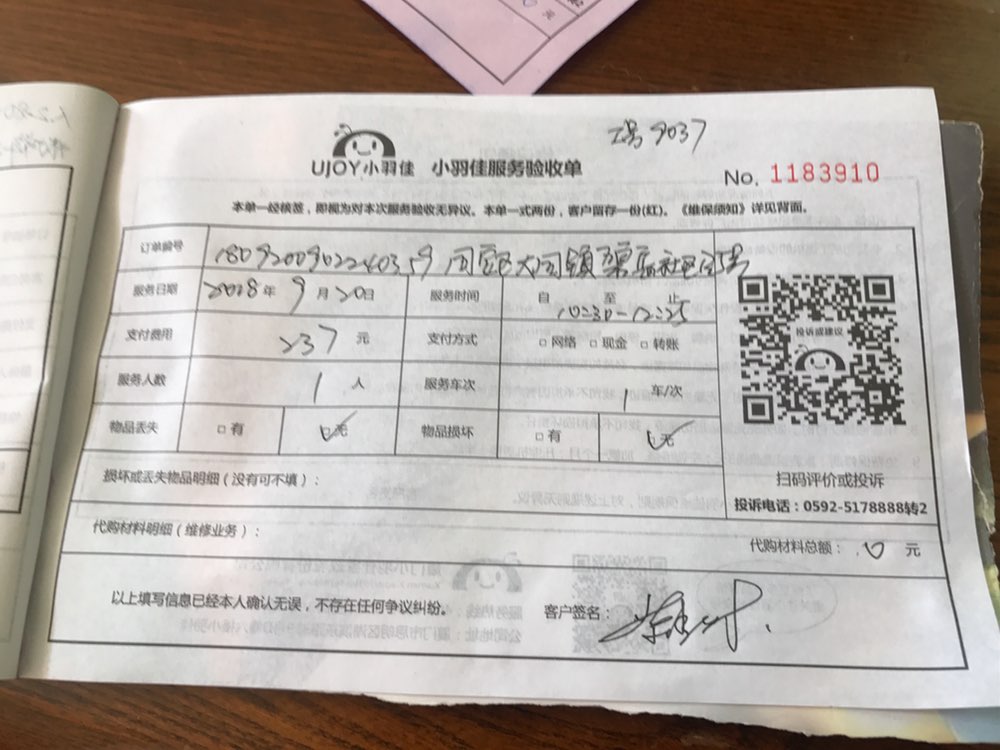 工号 9037
UJOY小羽佳 小羽佳服务验收单
No. 1183910
本单一经核签，即视为对本次服务验收无异议。本单一式两份，客户留存一份(红)。《维保须知》详见背面。
订单编号
服务日期 2018年 9月20日 服务时间 自 至 止 10:30-12:25
支付费用 237 元 支付方式 □网络 □现金 □转账
投诉或建议
服务人数 1 人 服务车次 1 车/次
物品丢失 □有 ☑无 物品损坏 □有 ☑无
损坏或丢失物品明细（没有可不填）：
扫码评价或投诉
投诉电话：0592-5178888转2
代购材料明细（维修业务）：
代购材料总额： 0 元
以上填写信息已经本人确认无误，不存在任何争议纠纷。 客户签名：